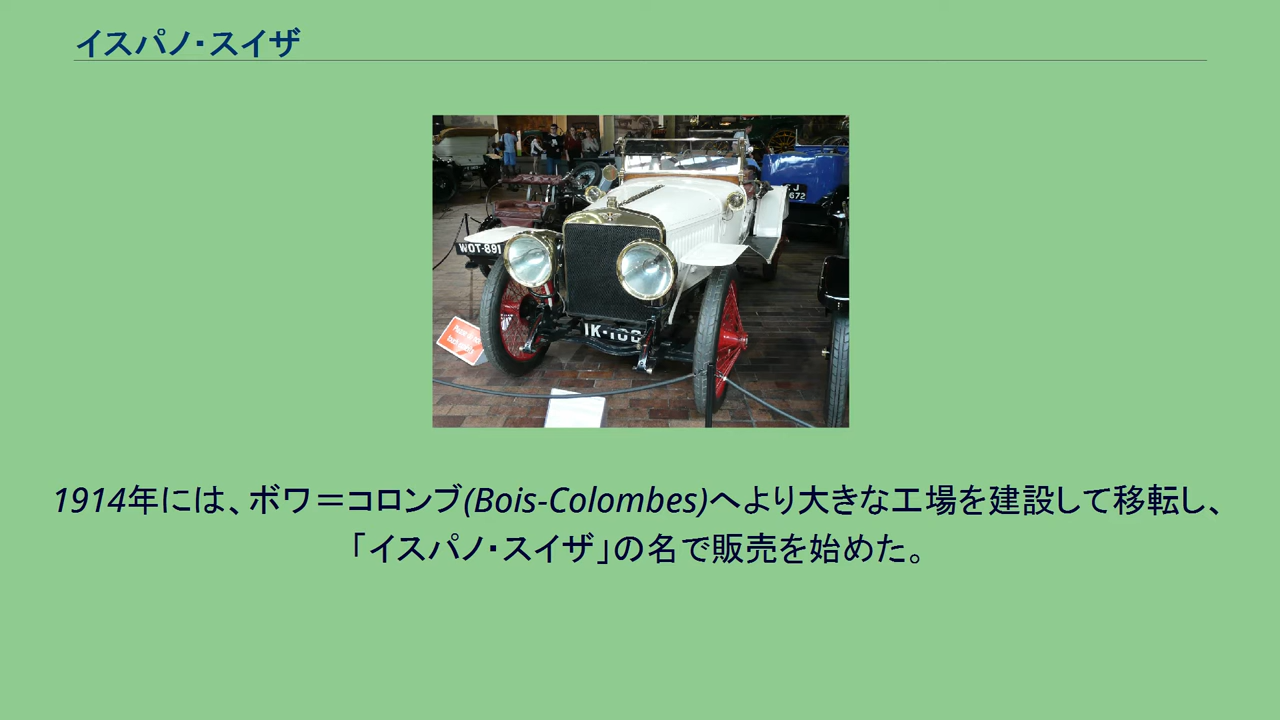 イスパノ・スイザ
WOT·891
1914年には、ボワ＝コロンブ(Bois-Colombes)へより大きな工場を建設して移転し、
「イスパノ・スイザ」の名で販売を始めた。